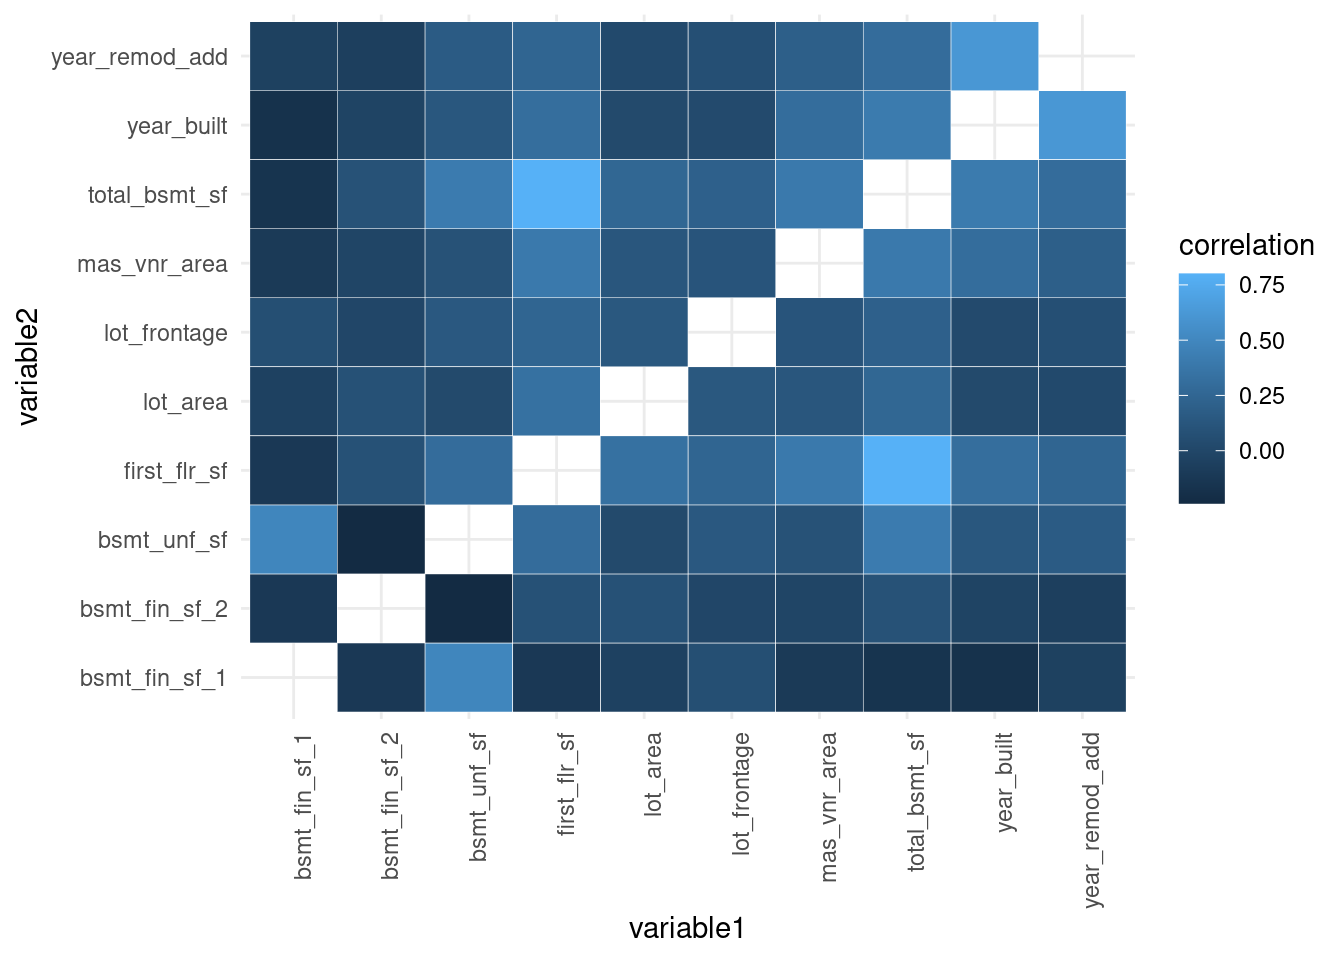 year_remod_add
year_built
total_bsmt_sf
mas_vnr_area
lot_frontage
lot_area
first_flr_sf
bsmt_unf_sf
bsmt_fin_sf_2
bsmt_fin_sf_1
variable2
bsmt_fin_sf_1
bsmt_fin_sf_2
bsmt_unf_sf
first_flr_sf
lot_area
lot_frontage
mas_vnr_area
total_bsmt_sf
year_built
year_remod_add
variable1
correlation
0.75
0.50
0.25
0.00